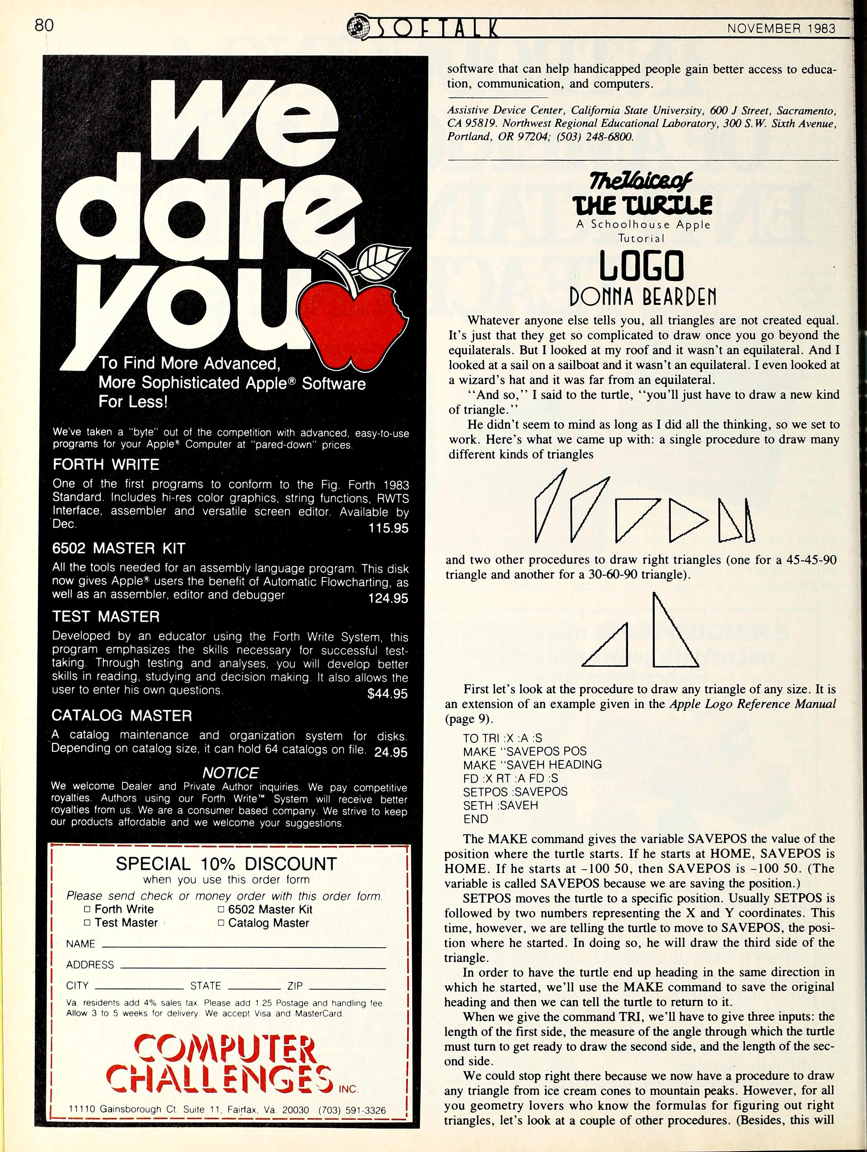 80
SOFTALK
NOVEMBER 1983
we
dare
you
To Find More Advanced,
More Sophisticated Apple® Software
For Less!
We've taken a "byte" out of the competition with advanced, easy-to-use
programs for your Apple® Computer at "pared-down" prices.
FORTH WRITE
One of the first programs to conform to the Fig. Forth 1983
Standard. Includes hi-res color graphics, string functions, RWTS
Interface, assembler and versatile screen editor. Available by
Dec. 115.95
6502 MASTER KIT
All the tools needed for an assembly language program. This disk
now gives Apple® users the benefit of Automatic Flowcharting, as
well as an assembler, editor and debugger 124.95
TEST MASTER
Developed by an educator using the Forth Write System, this
program emphasizes the skills necessary for successful test-
taking. Through testing and analyses, you will develop better
skills in reading, studying and decision making. It also allows the
user to enter his own questions. $44.95
CATALOG MASTER
A catalog maintenance and organization system for disks.
Depending on catalog size, it can hold 64 catalogs on file. 24.95
NOTICE
We welcome Dealer and Private Author inquiries. We pay competitive
royalties. Authors using our Forth Write™ System will receive better
royalties from us. We are a consumer based company. We strive to keep
our products affordable and we welcome your suggestions.
SPECIAL 10% DISCOUNT
when you use this order form
Please send check or money order with this order form.
□ Forth Write □ 6502 Master Kit
□ Test Master □ Catalog Master
NAME
ADDRESS
CITY STATE ZIP
Va. residents add 4% sales tax. Please add 1.25 Postage and handling fee.
Allow 3 to 5 weeks for delivery. We accept Visa and MasterCard.
COMPUTER
CHALLENGES INC.
11110 Gainsborough Ct. Suite 11, Fairfax, Va. 20030 (703) 591-3326
software that can help handicapped people gain better access to educa-
tion, communication, and computers.
Assistive Device Center, California State University, 600 J Street, Sacramento,
CA 95819. Northwest Regional Educational Laboratory, 300 S.W. Sixth Avenue,
Portland, OR 97204; (503) 248-6800.
The Voice of
THE TURTLE
A Schoolhouse Apple
Tutorial
LOGO
DONNA BEARDEN
Whatever anyone else tells you, all triangles are not created equal.
It's just that they get so complicated to draw once you go beyond the
equilaterals. But I looked at my roof and it wasn't an equilateral. And I
looked at a sail on a sailboat and it wasn't an equilateral. I even looked at
a wizard's hat and it was far from an equilateral.
"And so," I said to the turtle, "you'll just have to draw a new kind
of triangle."
He didn't seem to mind as long as I did all the thinking, so we set to
work. Here's what we came up with: a single procedure to draw many
different kinds of triangles
and two other procedures to draw right triangles (one for a 45-45-90
triangle and another for a 30-60-90 triangle).
First let's look at the procedure to draw any triangle of any size. It is
an extension of an example given in the Apple Logo Reference Manual
(page 9).
TO TRI :X :A :S
MAKE "SAVEPOS POS
MAKE "SAVEH HEADING
FD :X RT :A FD :S
SETPOS :SAVEPOS
SETH :SAVEH
END
The MAKE command gives the variable SAVEPOS the value of the
position where the turtle starts. If he starts at HOME, SAVEPOS is
HOME. If he starts at -100 50, then SAVEPOS is -100 50. (The
variable is called SAVEPOS because we are saving the position.)
SETPOS moves the turtle to a specific position. Usually SETPOS is
followed by two numbers representing the X and Y coordinates. This
time, however, we are telling the turtle to move to SAVEPOS, the posi-
tion where he started. In doing so, he will draw the third side of the
triangle.
In order to have the turtle end up heading in the same direction in
which he started, we'll use the MAKE command to save the original
heading and then we can tell the turtle to return to it.
When we give the command TRI, we'll have to give three inputs: the
length of the first side, the measure of the angle through which the turtle
must turn to get ready to draw the second side, and the length of the sec-
ond side.
We could stop right there because we now have a procedure to draw
any triangle from ice cream cones to mountain peaks. However, for all
you geometry lovers who know the formulas for figuring out right
triangles, let's look at a couple of other procedures. (Besides, this will